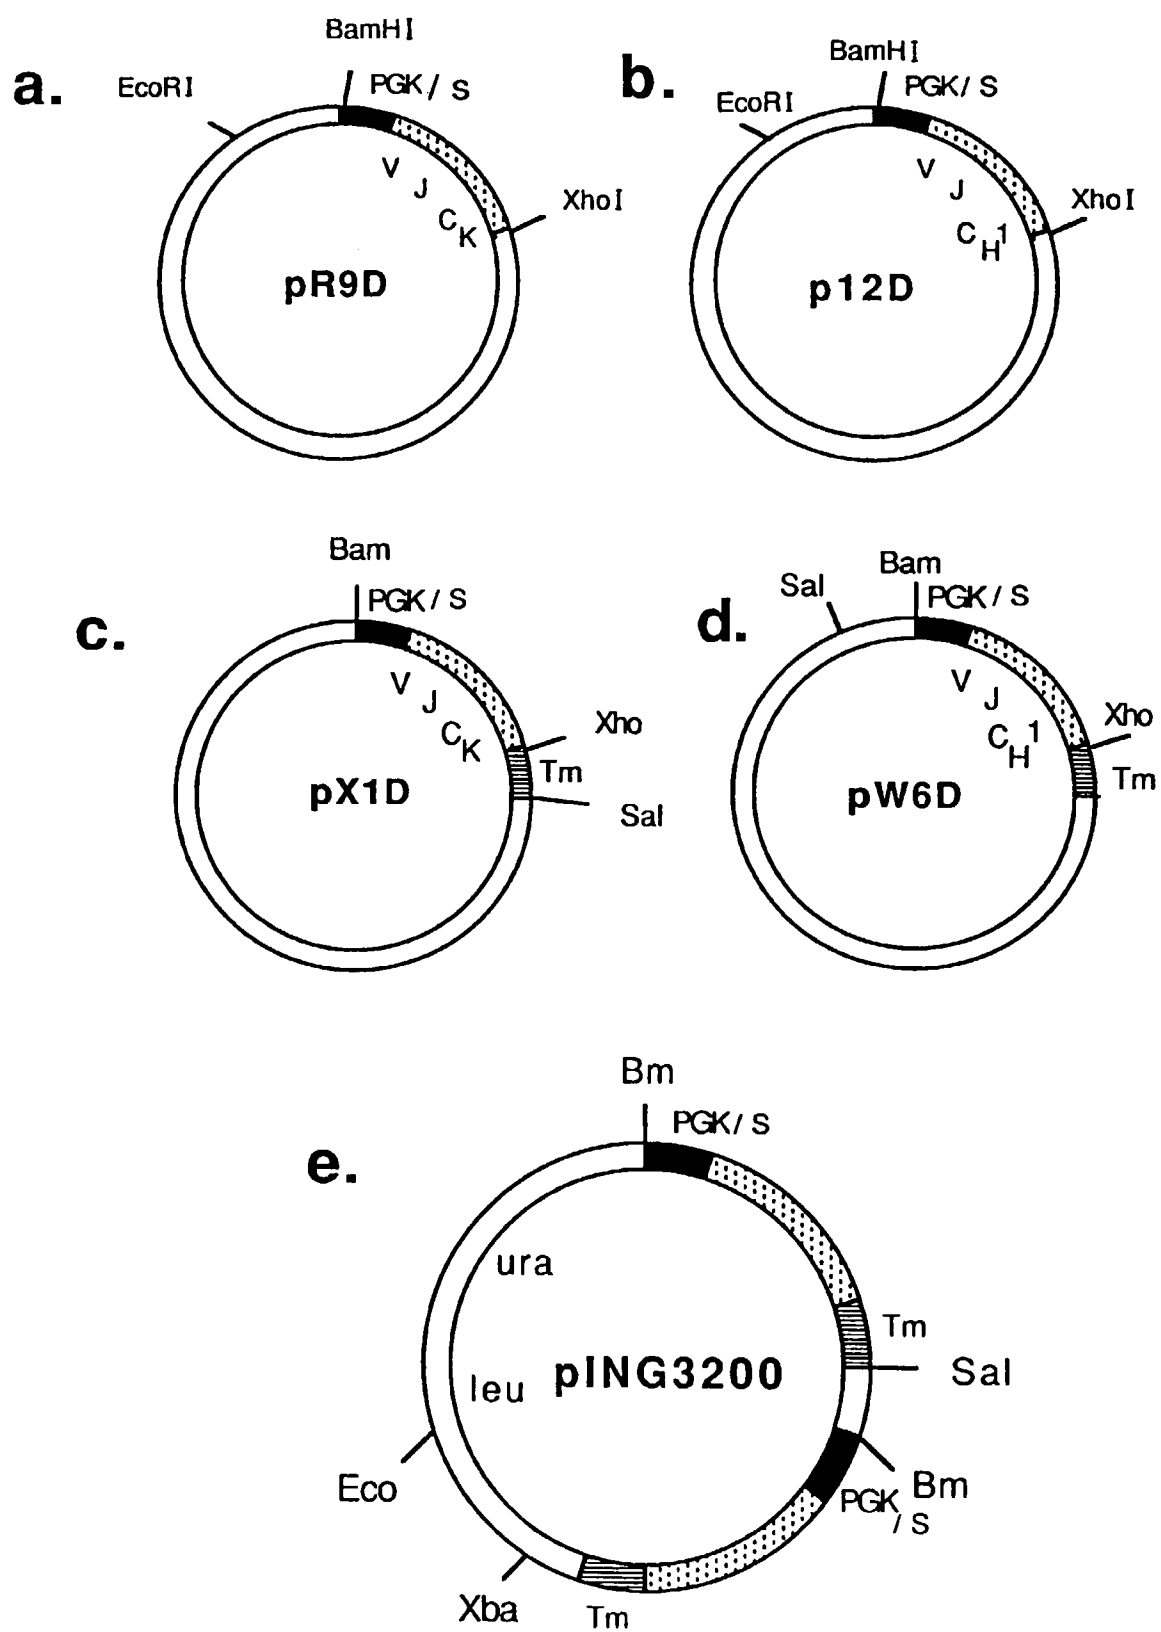 a.
BamHI
EcoRI
PGK/ S
V
J
CK
XhoI
pR9D
b.
BamHI
EcoRI
PGK/ S
V
J
CH1
XhoI
p12D
c.
Bam
PGK/ S
V
J
CK
Xho
Tm
Sal
pX1D
d.
Sal
Bam
PGK/ S
V
J
CH1
Xho
Tm
pW6D
e.
Bm
PGK/ S
ura
Tm
leu
pING3200
Sal
Eco
Bm
PGK
/ S
Xba
Tm